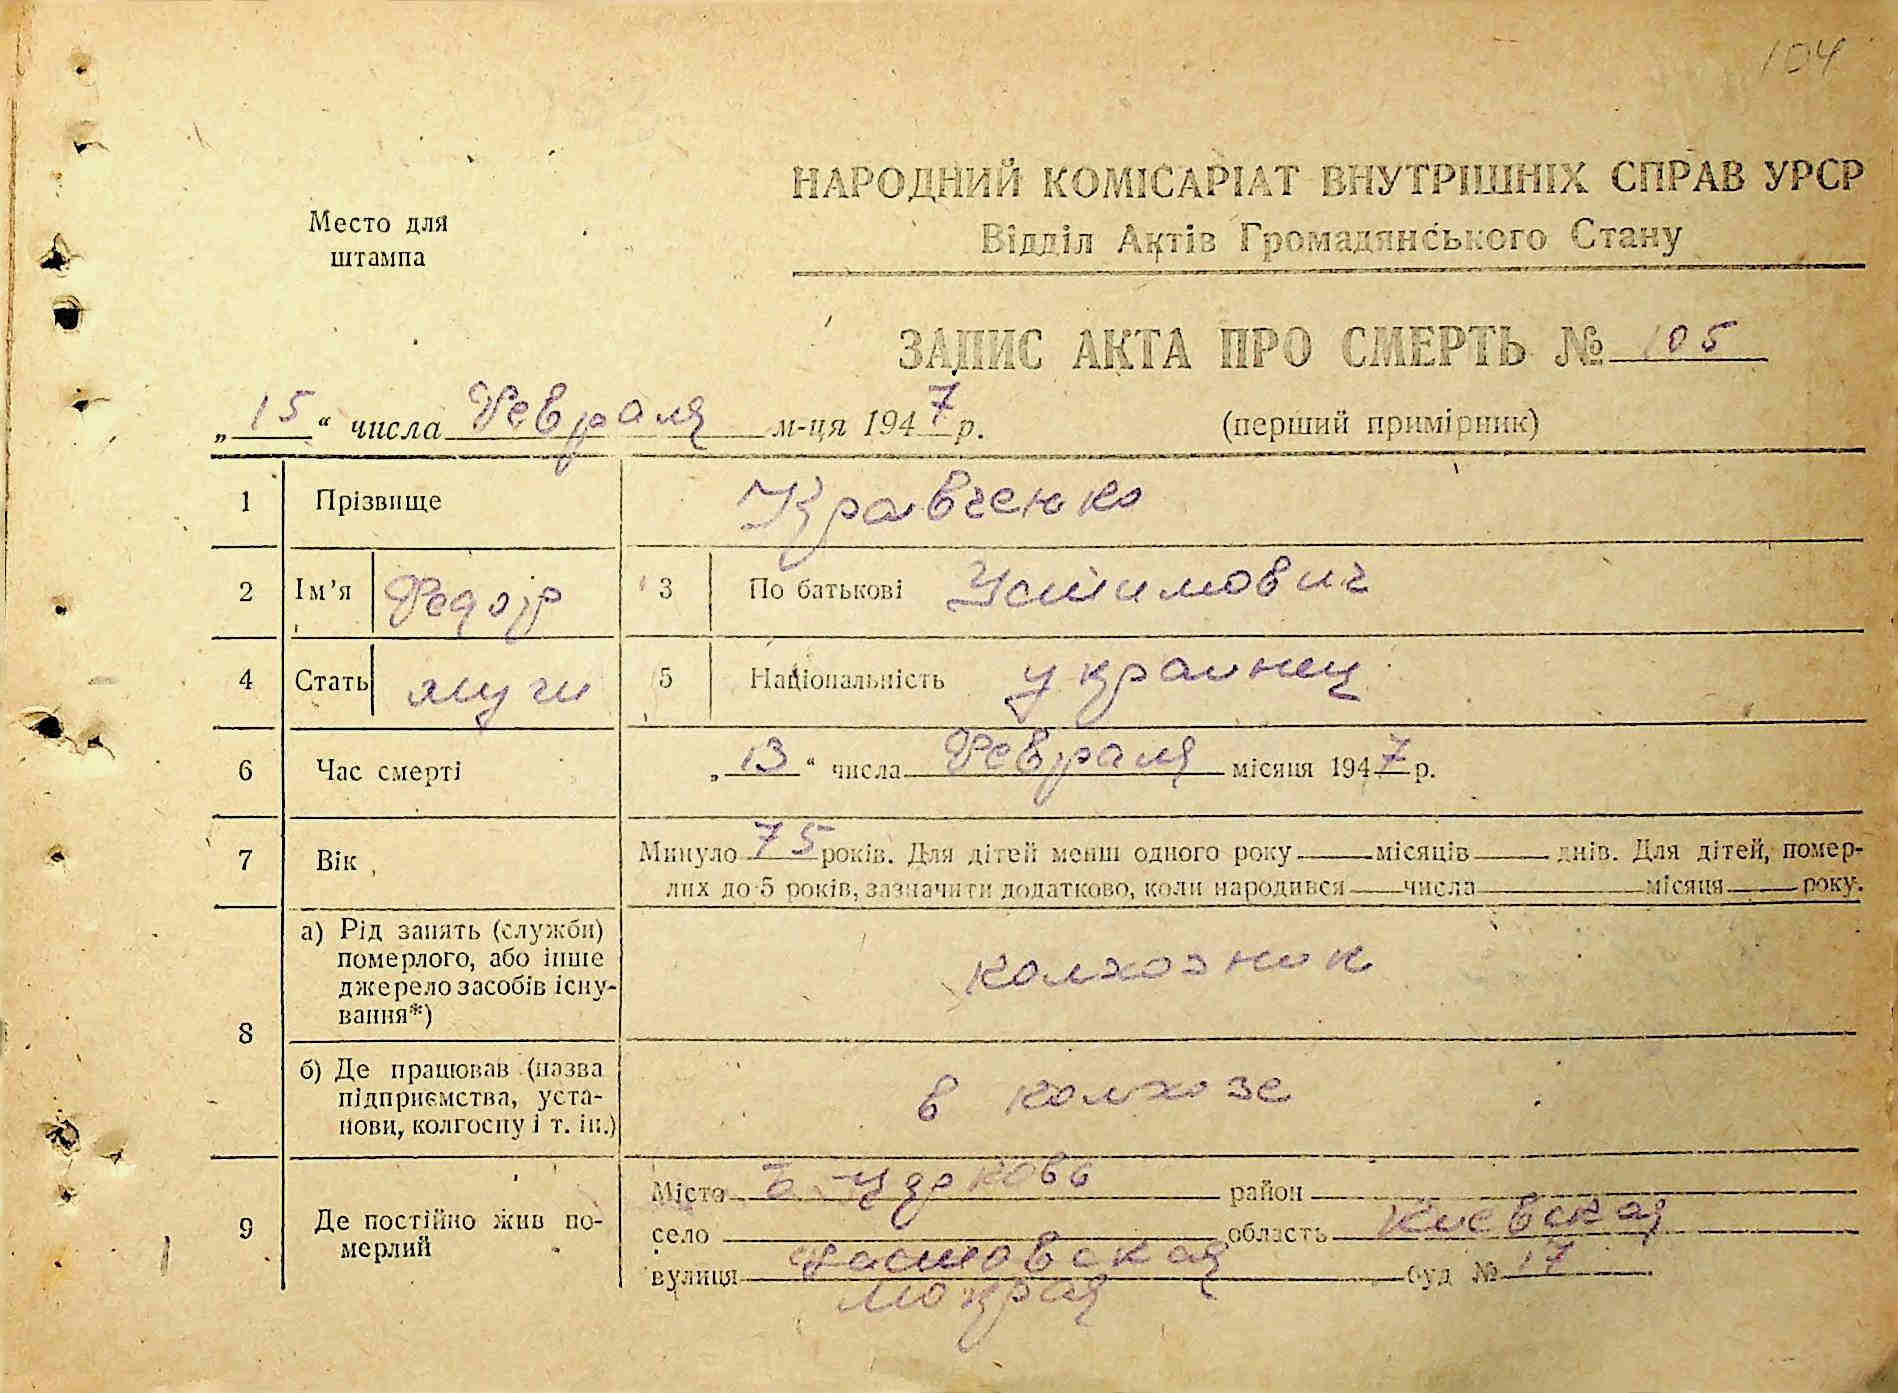 104
НАРОДНИЙ КОМІСАРІАТ ВНУТРІШНІХ СПРАВ УРСР
Відділ Актів Громадянського Стану
Место для
штампа
ЗАПИС АКТА ПРО СМЕРТЬ № 105
„15“ числа Февраля м-ця 1947 р.
(перший примірник)
1 Прізвище Кравченко
2 Ім’я Федор 3 По батькові Устимович
4 Стать муж 5 Національність украинец
6 Час смерті „13“ числа Февраля місяця 1947 р.
7 Вік Минуло 75 років. Для дітей менш одного року місяців днів. Для дітей, помер-
лих до 5 років, зазначити додатково, коли народився числа місяця року.
8 а) Рід занять (служби)
померлого, або інше
джерело засобів існу-
вання*)
колхозник
б) Де працював (назва
підприємства, уста-
нови, колгоспу і т. ін.)
в колхозе
9 Де постійно жив по-
мерлий
Місто Б-Церковь район
село область Киевская
вулиця буд № 17
мокрая